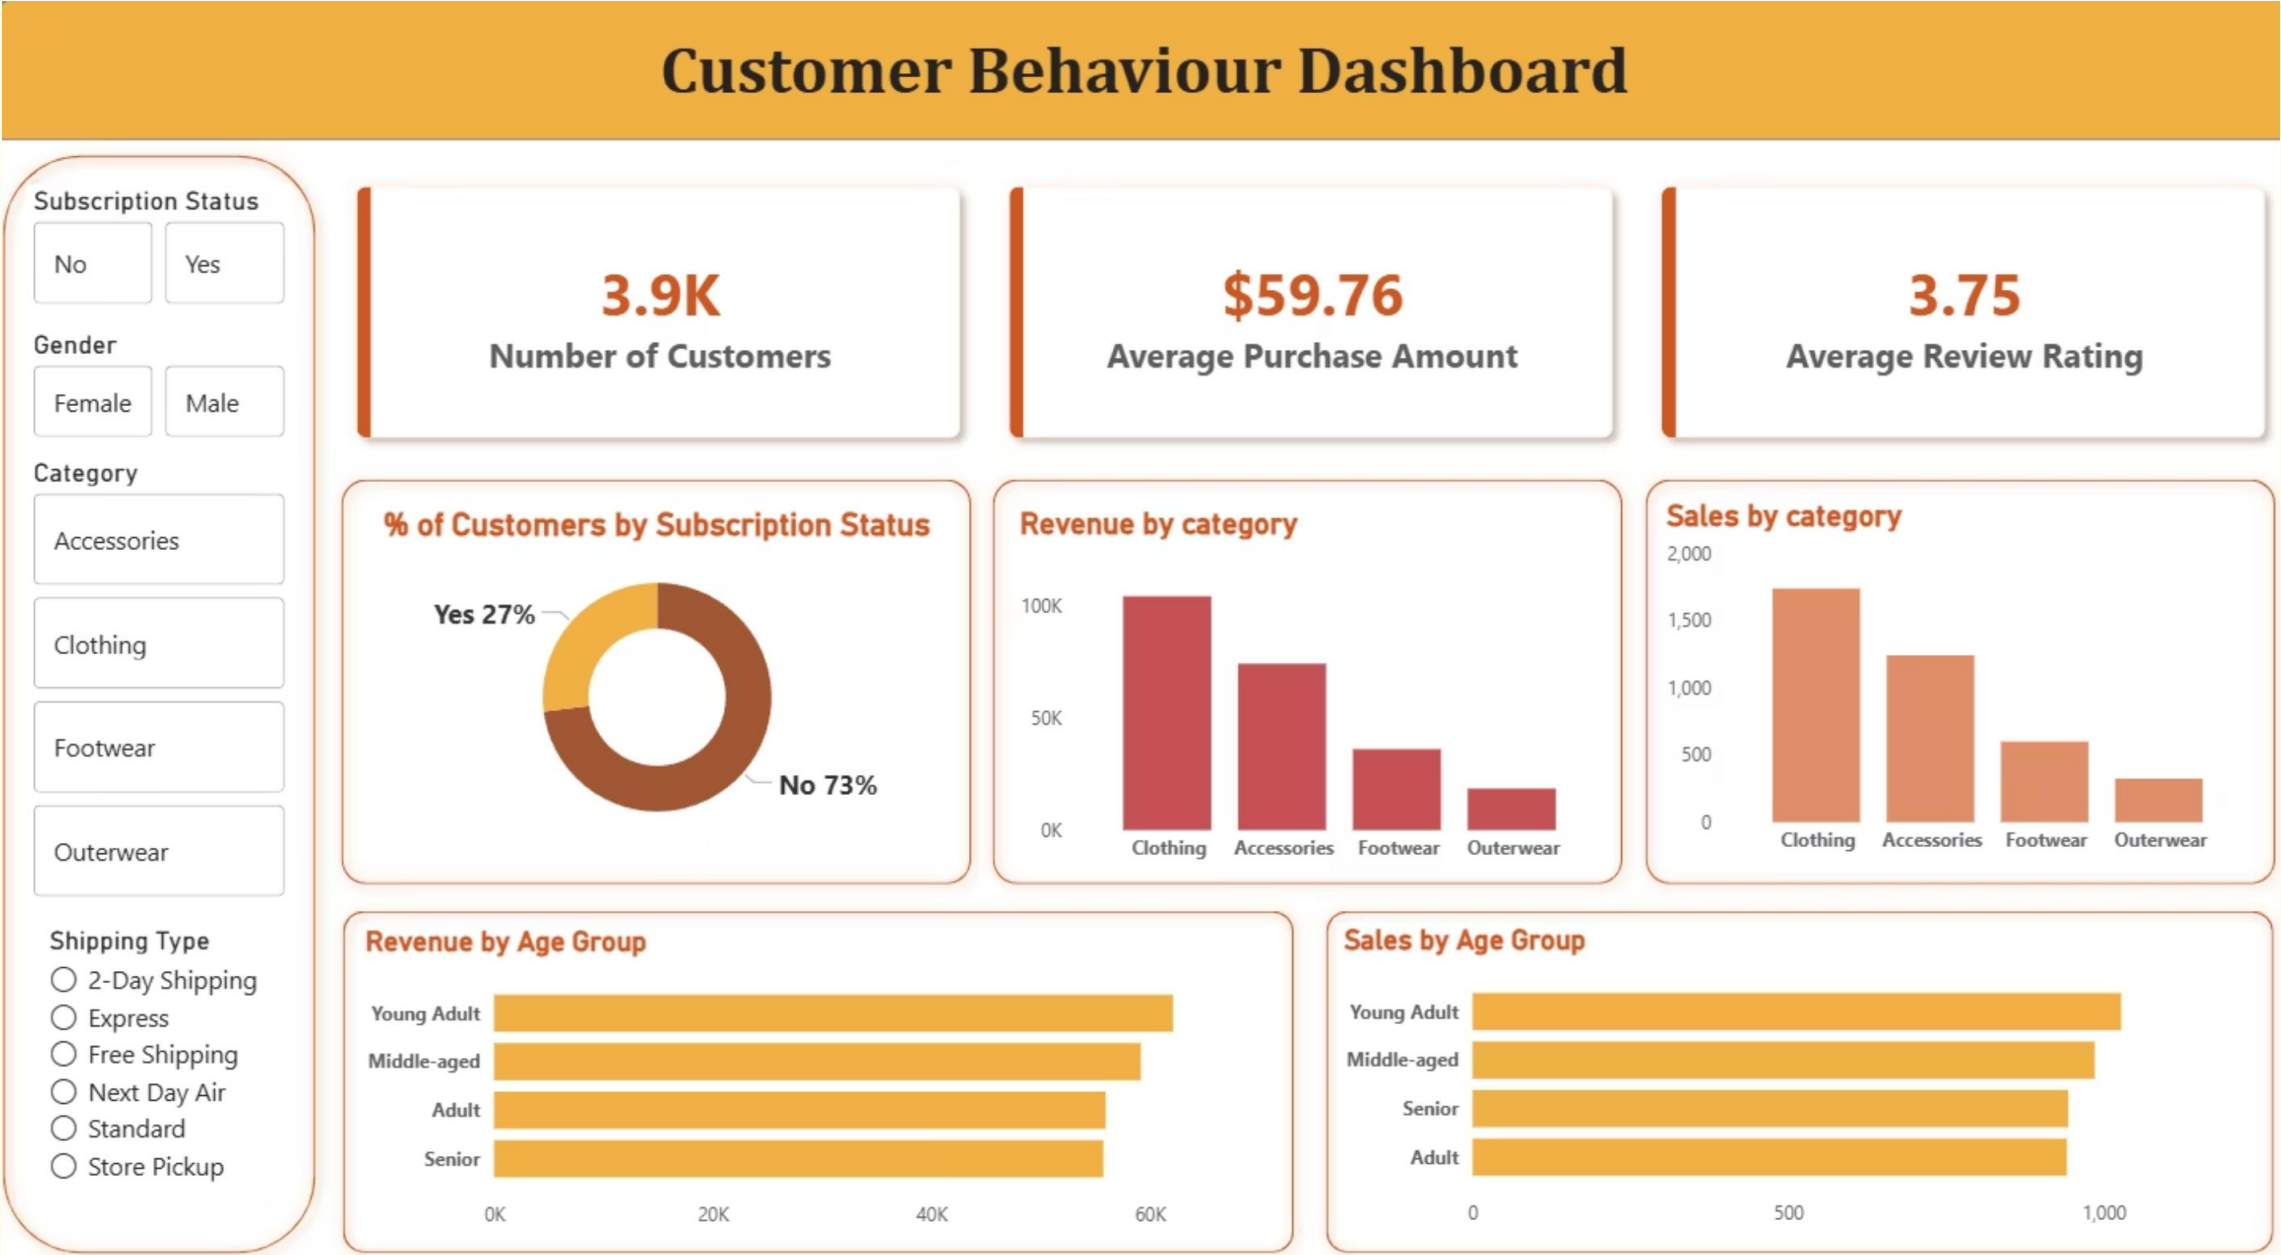 Customer Behaviour Dashboard
Subscription Status
No
Yes
Gender
Female
Male
Category
Accessories
Clothing
Footwear
Outerwear
Shipping Type
2-Day Shipping
Express
Free Shipping
Next Day Air
Standard
Store Pickup
3.9K
Number of Customers
$59.76
Average Purchase Amount
3.75
Average Review Rating
% of Customers by Subscription Status
Yes 27%
No 73%
Revenue by category
100K
50K
0K
Clothing
Accessories
Footwear
Outerwear
Sales by category
2,000
1,500
1,000
500
0
Clothing
Accessories
Footwear
Outerwear
Revenue by Age Group
Young Adult
Middle-aged
Adult
Senior
0K
20K
40K
60K
Sales by Age Group
Young Adult
Middle-aged
Senior
Adult
0
500
1,000